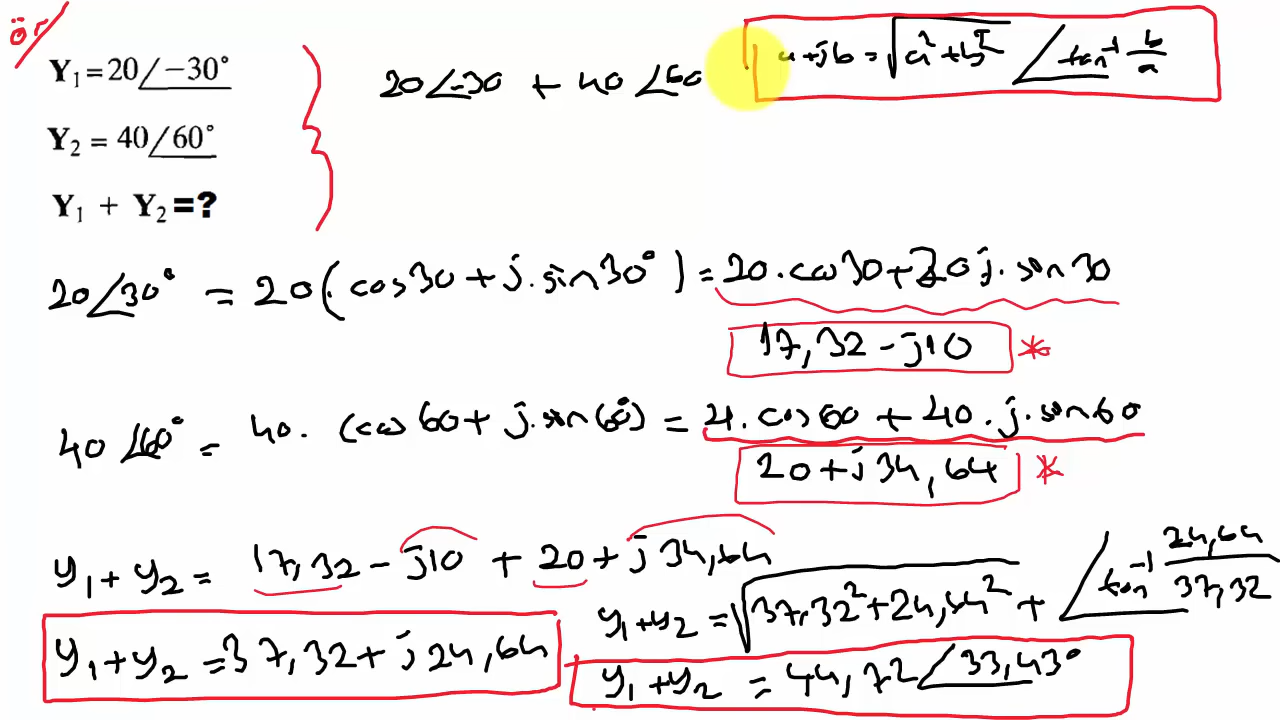 ör
Y₁ = 20∠−30°
Y₂ = 40∠60°
Y₁ + Y₂ = ?
20∠-30 + 40∠60
a+jb = √(a² + b²) ∠tan⁻¹ b/a
20∠30° = 20(cos30 + j.sin30°) = 20.cos30 + 20j.sin30
17,32 - j10 *
40∠60° = 40.(cos60 + j.sin60°) = 4.cos60 + 40.j.sin60
20 + j34,64 *
y₁ + y₂ = 17,32 - j10 + 20 + j34,64
y₁ + y₂ = 37,32 + j24,64
y₁ + y₂ = √(37,32² + 24,54²) + ∠tan⁻¹ 24,64/37,32
y₁ + y₂ = 44,72∠33,43°